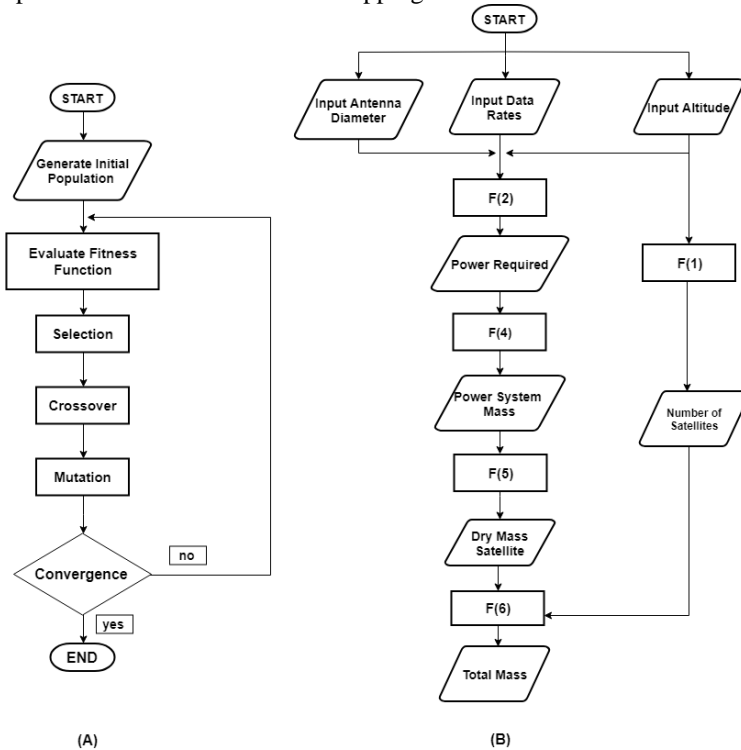 START
Generate Initial
Population
Evaluate Fitness
Function
Selection
Crossover
Mutation
Convergence
no
yes
END
(A)
START
Input Antenna
Diameter
Input Data
Rates
Input Altitude
F(2)
Power Required
F(1)
F(4)
Power System
Mass
Number of
Satellites
F(5)
Dry Mass
Satellite
F(6)
Total Mass
(B)